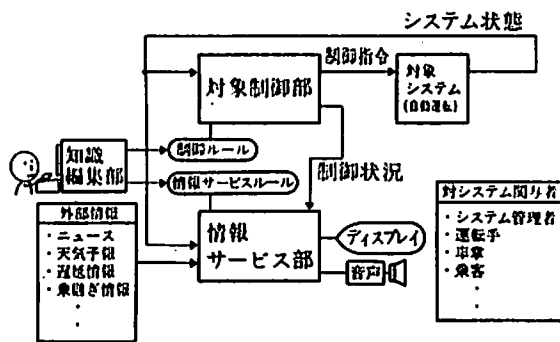 システム状態
制御指令
対象制御部
対象
システム
(自動運転)
知識
編集部
制御ルール
情報サービスルール
制御状況
外部情報
・ニュース
・天気予報
・遅延情報
・乗継ぎ情報
・
・
情報
サービス部
ディスプレイ
音声
対システム関与者
・システム管理者
・運転手
・車掌
・乗客
・
・